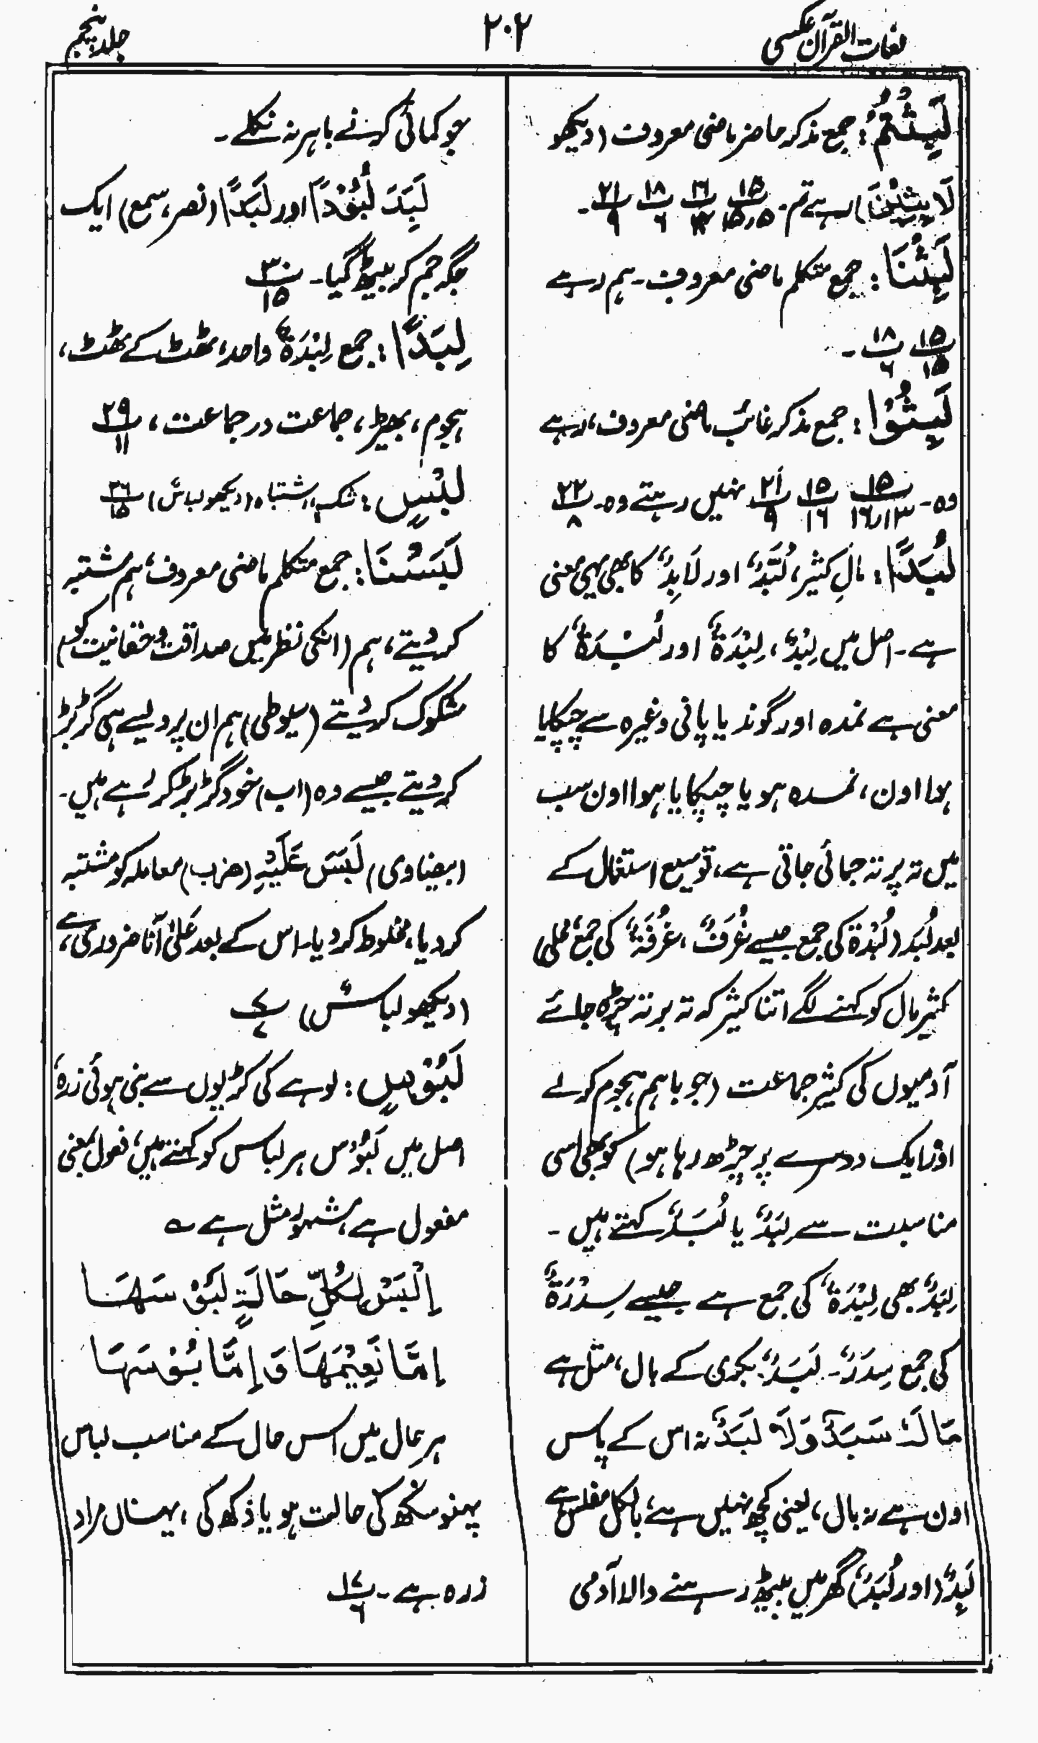 لغات القرآن عکسی
۲۰۲
جلد پنجم
لَبِثْتُمْ: جمع مذکر حاضر ماضی معروف (دیکھو
لَابِثِيْنَ) رہے تم۔ ۱۵/۱۵،۵ ۱۸/۶ ۲۱/۹۔
لَبِثْنَا: جمع متکلم ماضی معروف۔ ہم رہے
۱۵/۱۵ ۱۸/۶۔
لَبِثُوْا: جمع مذکر غائب ماضی معروف، رہے
وہ۔ ۱۵/۱۶،۱۳ ۱۵/۱۶ ۲۱/۹ نہیں رہتے وہ۔ ۲۲/۸
لُبَدًا: مالِ کثیر، لُبَّدٌ اور لَابِدٌ کا بھی یہی معنی
ہے۔ اصل میں لِبْدٌ، لِبْدَةٌ اور لُبْدَةٌ کا
معنی ہے نمدہ اور گوند یا پانی وغیرہ سے چپکایا
ہوا اون، نمدہ ہو یا چپکایا ہوا اون سب
میں تہ پر تہ جمائی جاتی ہے، توسیع استعمال کے
بعد لُبَد (لُبْدَة کی جمع جیسے غُرَفٌ، غُرْفَةٌ کی جمع محلی)
کثیر مال کو کہنے لگے اتنا کثیر کہ تہ بر تہ چڑھ جائے
آدمیوں کی کثیر جماعت (جو باہم ہجوم کرلے
اور ایک دوسرے پر چڑھ رہا ہو) کو بھی اسی
مناسبت سے لِبَدٌ یا لُبَدٌ کہتے ہیں۔
لِبَدٌ بھی لِبْدَةٌ کی جمع ہے جیسے سِدْرَةٌ
کی جمع سِدَرٌ۔ لَبَدٌ: بکری کے بال، مثل ہے
مَا لَهٗ سَبَدٌ وَلَا لَبَدٌ نہ اس کے پاس
اون ہے نہ بال، یعنی کچھ نہیں ہے، بالکل مفلس ہے
لَبِدٌ (اور لُبَدٌ) گھر میں بیٹھ رہنے والا آدمی
جو کمائی کرنے باہر نہ نکلے۔
لَبِدَ لُبُوْدًا اور لَبَدًا (نصر، سمع) ایک
جگہ جم کر بیٹھ گیا۔ ۳۰/۱۵
لِبَدًا: جمع لِبْدَةٌ واحد، ٹھٹ کے ٹھٹ،
ہجوم، بھیڑ، جماعت در جماعت، ۲۹/۱۱
لَبْسٍ: شک، اشتباہ (دیکھو لباسٌ) ۲۶/۱۵
لَبَسْنَا: جمع متکلم ماضی معروف، ہم مشتبہ
کر دیتے، ہم (انکی نظر میں صداقت و حقانیت کو)
مشکوک کر دیتے (سیوطی) ہم ان پر ویسے ہی گڑبڑ
کر دیتے جیسے وہ (اب) خود گڑبڑ کر رہے ہیں۔
(بیضاوی) لَبَسَ عَلَيْهِ (ضرب) معاملہ کو مشتبہ
کر دیا، مخلوط کر دیا۔ اس کے بعد عَلٰی آنا ضروری ہے،
(دیکھو لباسٌ) ۷/۷
لَبُوْسٍ: لوہے کی کڑیوں سے بنی ہوئی زرہ،
اصل میں لَبُوْس ہر لباس کو کہتے ہیں، فعول بمعنی
مفعول ہے، مشہور مثل ہے ؎
اِلْبَسْ لِكُلِّ حَالَةٍ لَبُوْسَهَا
اِمَّا نَعِيْمَهَا وَاِمَّا بُوْسَهَا
ہر حال میں اس حال کے مناسب لباس
پہنو سکھ کی حالت ہو یا دکھ کی، یہاں مراد
زرہ ہے۔ ۱۷/۶